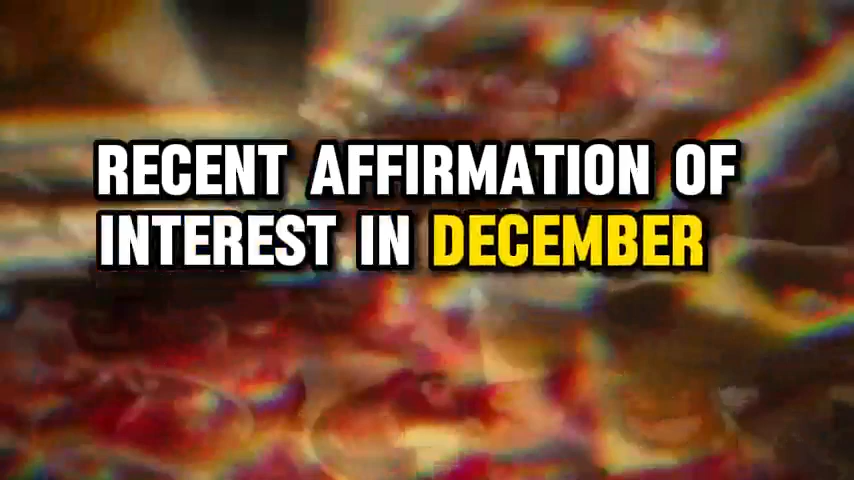 RECENT AFFIRMATION OF
INTEREST IN DECEMBER